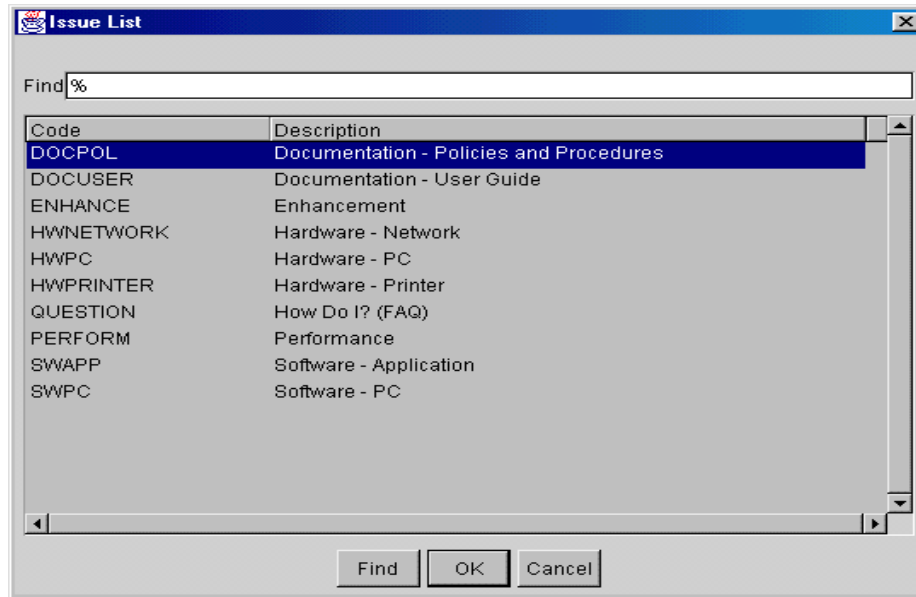 Issue List
Find %
Code Description
DOCPOL Documentation - Policies and Procedures
DOCUSER Documentation - User Guide
ENHANCE Enhancement
HWNETWORK Hardware - Network
HWPC Hardware - PC
HWPRINTER Hardware - Printer
QUESTION How Do I? (FAQ)
PERFORM Performance
SWAPP Software - Application
SWPC Software - PC
Find OK Cancel